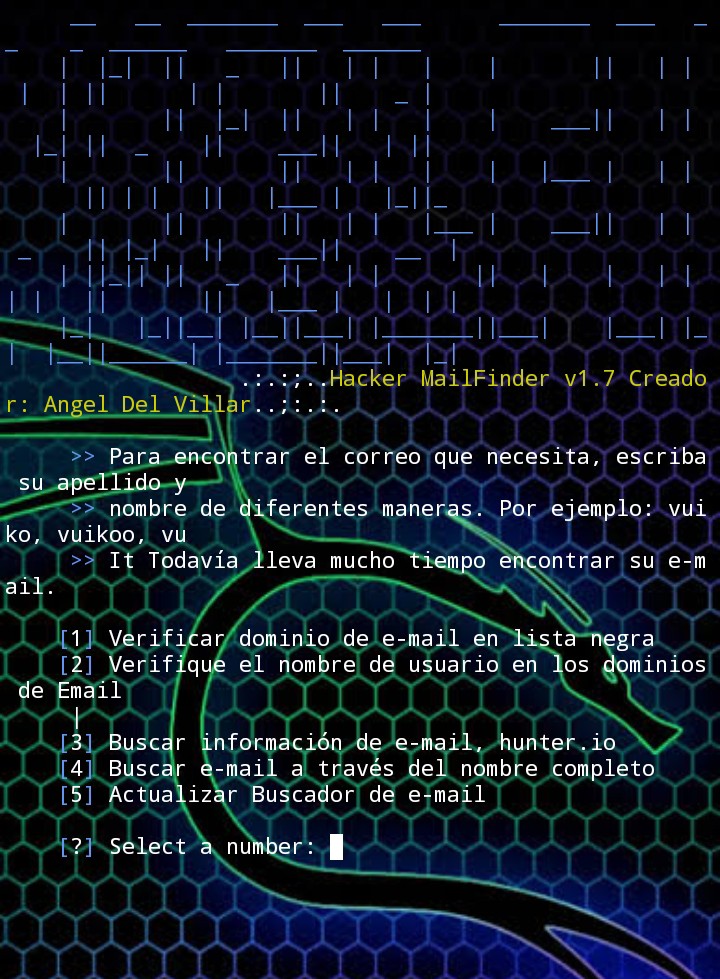 .:.:;..Hacker MailFinder v1.7 Creado
r: Angel Del Villar..;:.:.
>> Para encontrar el correo que necesita, escriba
su apellido y
>> nombre de diferentes maneras. Por ejemplo: vui
ko, vuikoo, vu
>> It Todavía lleva mucho tiempo encontrar su e-m
ail.
[1] Verificar dominio de e-mail en lista negra
[2] Verifique el nombre de usuario en los dominios
de Email
|
[3] Buscar información de e-mail, hunter.io
[4] Buscar e-mail a través del nombre completo
[5] Actualizar Buscador de e-mail
[?] Select a number: